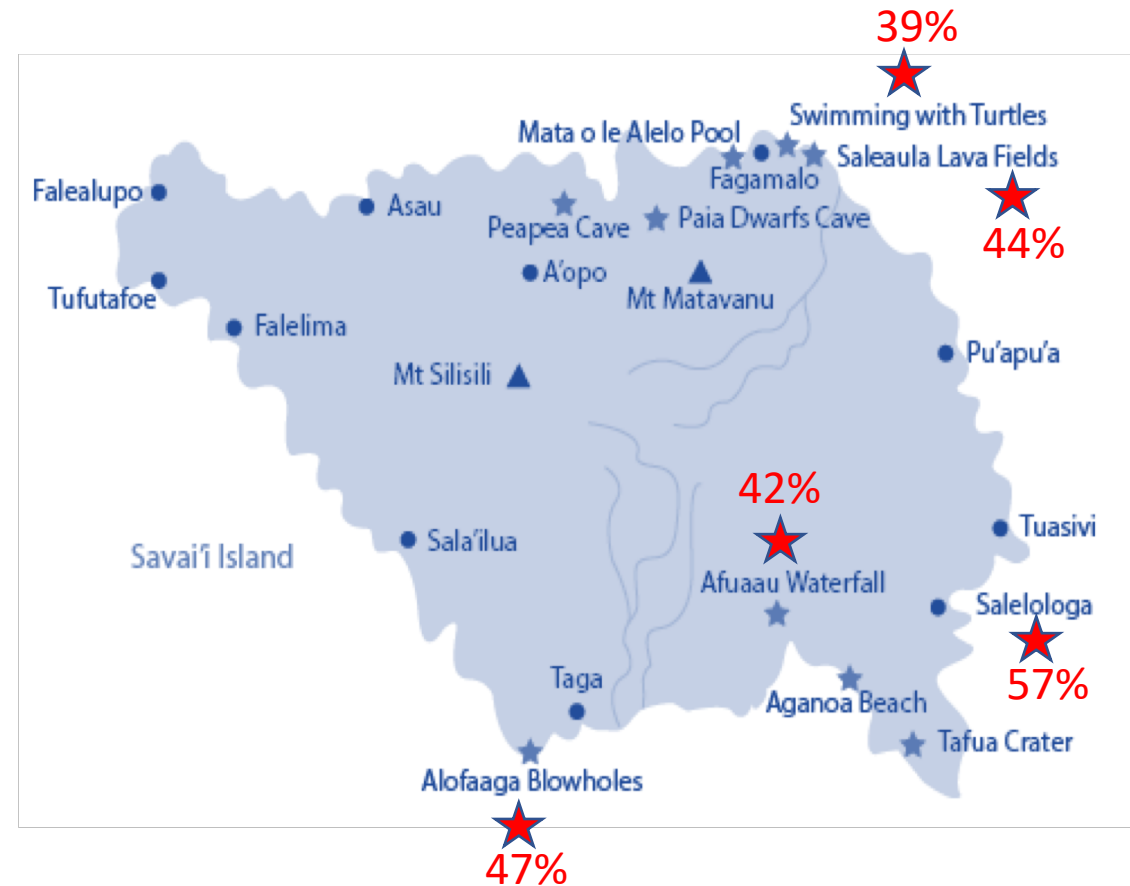 39%
Swimming with Turtles
Mata o le Alelo Pool
Saleaula Lava Fields
Fagamalo
Falealupo
Asau
Peapea Cave
Paia Dwarfs Cave
44%
A'opo
Mt Matavanu
Tufutafoe
Falelima
Pu'apu'a
Mt Silisili
42%
Tuasivi
Sala'ilua
Savai'i Island
Afuaau Waterfall
Salelologa
57%
Taga
Aganoa Beach
Tafua Crater
Alofaaga Blowholes
47%